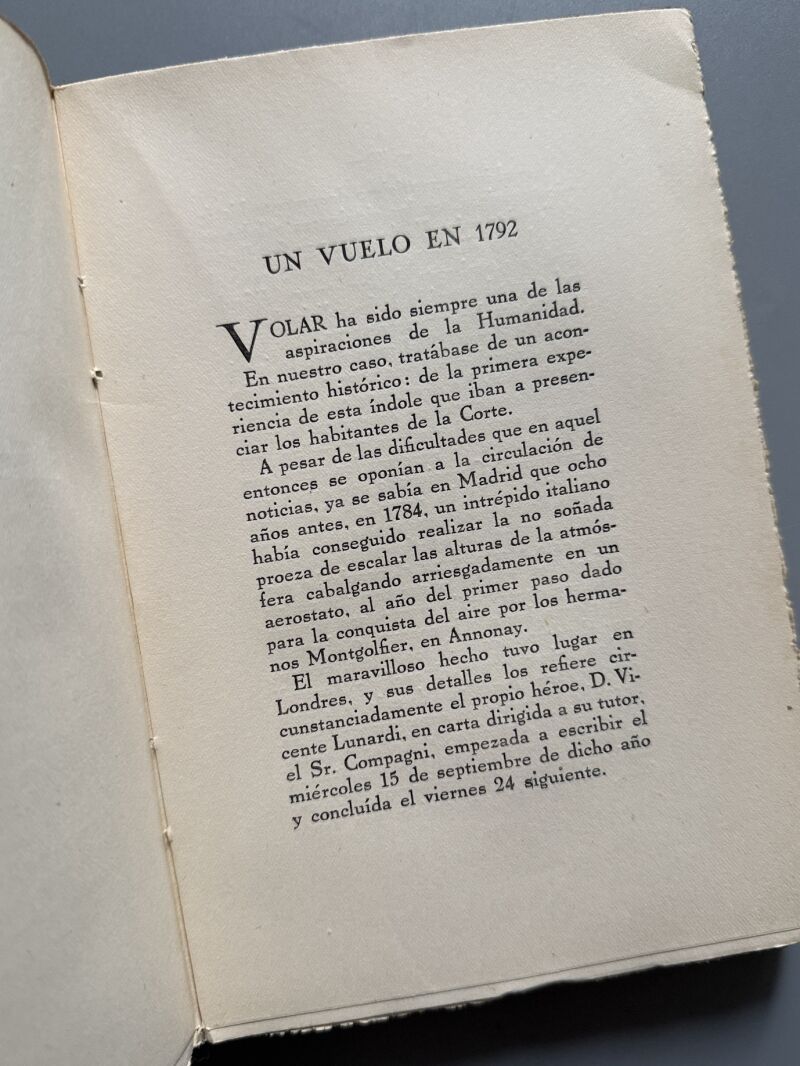 UN VUELO EN 1792
VOLAR ha sido siempre una de las
aspiraciones de la Humanidad.
En nuestro caso, tratábase de un acon-
tecimiento histórico: de la primera expe-
riencia de esta índole que iban a presen-
ciar los habitantes de la Corte.
A pesar de las dificultades que en aquel
entonces se oponían a la circulación de
noticias, ya se sabía en Madrid que ocho
años antes, en 1784, un intrépido italiano
había conseguido realizar la no soñada
proeza de escalar las alturas de la atmós-
fera cabalgando arriesgadamente en un
aerostato, al año del primer paso dado
para la conquista del aire por los herma-
nos Montgolfier, en Annonay.
El maravilloso hecho tuvo lugar en
Londres, y sus detalles los refiere cir-
cunstanciadamente el propio héroe, D. Vi-
cente Lunardi, en carta dirigida a su tutor,
el Sr. Compagni, empezada a escribir el
miércoles 15 de septiembre de dicho año
y concluída el viernes 24 siguiente.